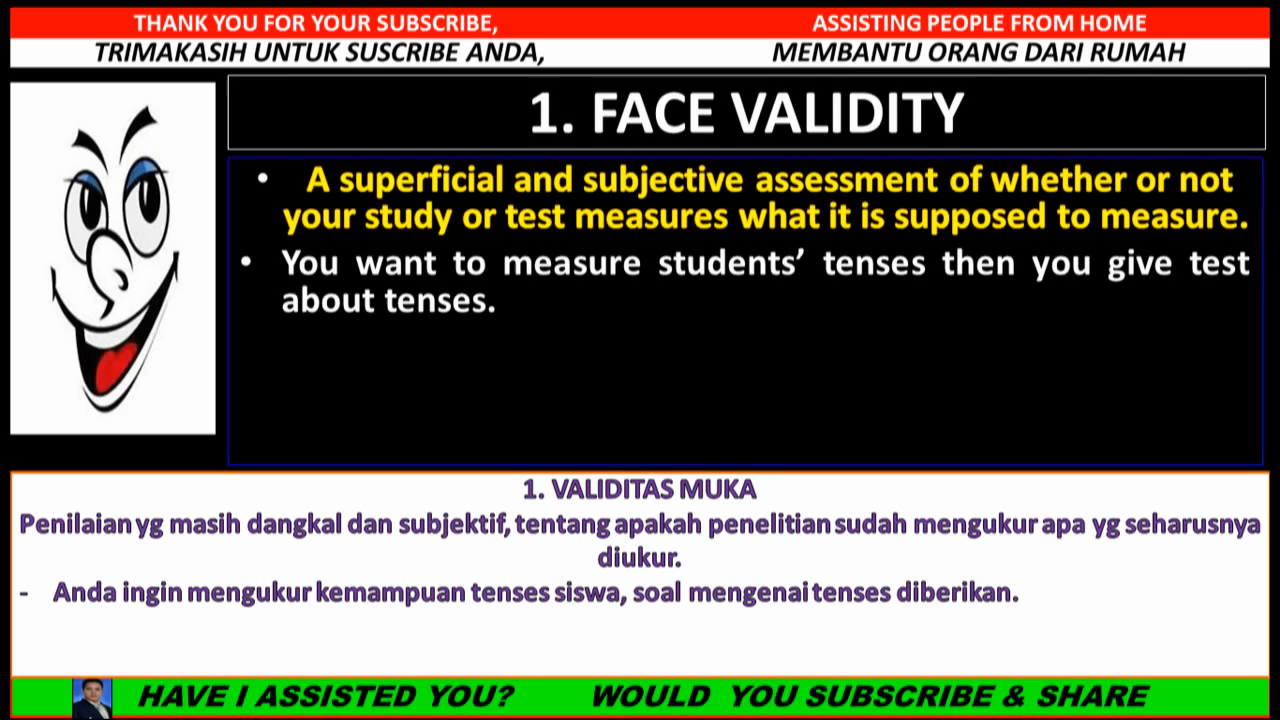 THANK YOU FOR YOUR SUBSCRIBE,
ASSISTING PEOPLE FROM HOME
TRIMAKASIH UNTUK SUSCRIBE ANDA,
MEMBANTU ORANG DARI RUMAH
1. FACE VALIDITY
• A superficial and subjective assessment of whether or not
your study or test measures what it is supposed to measure.
• You want to measure students’ tenses then you give test
about tenses.
1. VALIDITAS MUKA
Penilaian yg masih dangkal dan subjektif, tentang apakah penelitian sudah mengukur apa yg seharusnya
diukur.
- Anda ingin mengukur kemampuan tenses siswa, soal mengenai tenses diberikan.
HAVE I ASSISTED YOU?
WOULD YOU SUBSCRIBE & SHARE